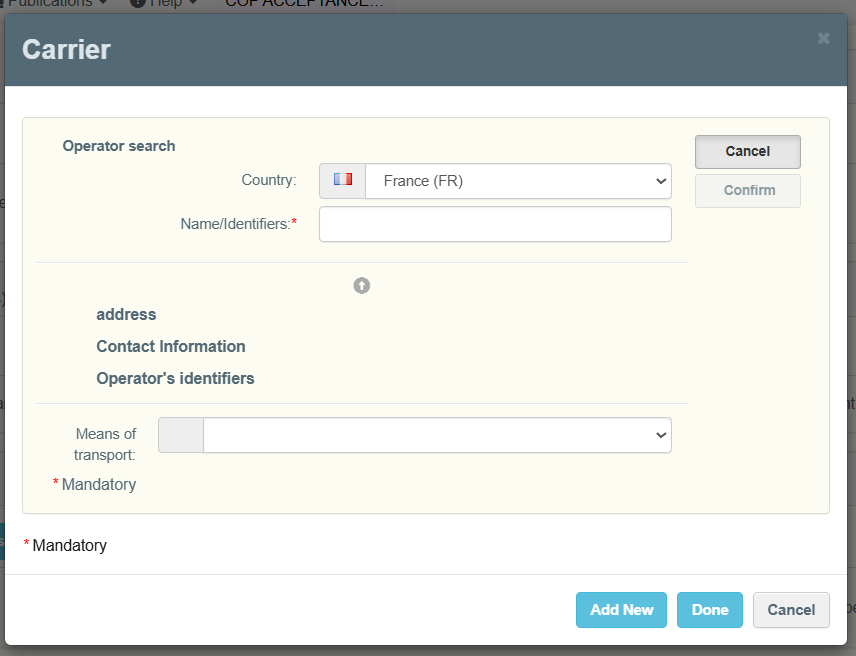 Publications
Help
COP ACCEPTANCE...
Carrier
×
Operator search
Cancel
Country:
France (FR)
Confirm
Name/Identifiers:*
address
Contact Information
Operator's identifiers
Means of
transport:
* Mandatory
* Mandatory
Add New
Done
Cancel